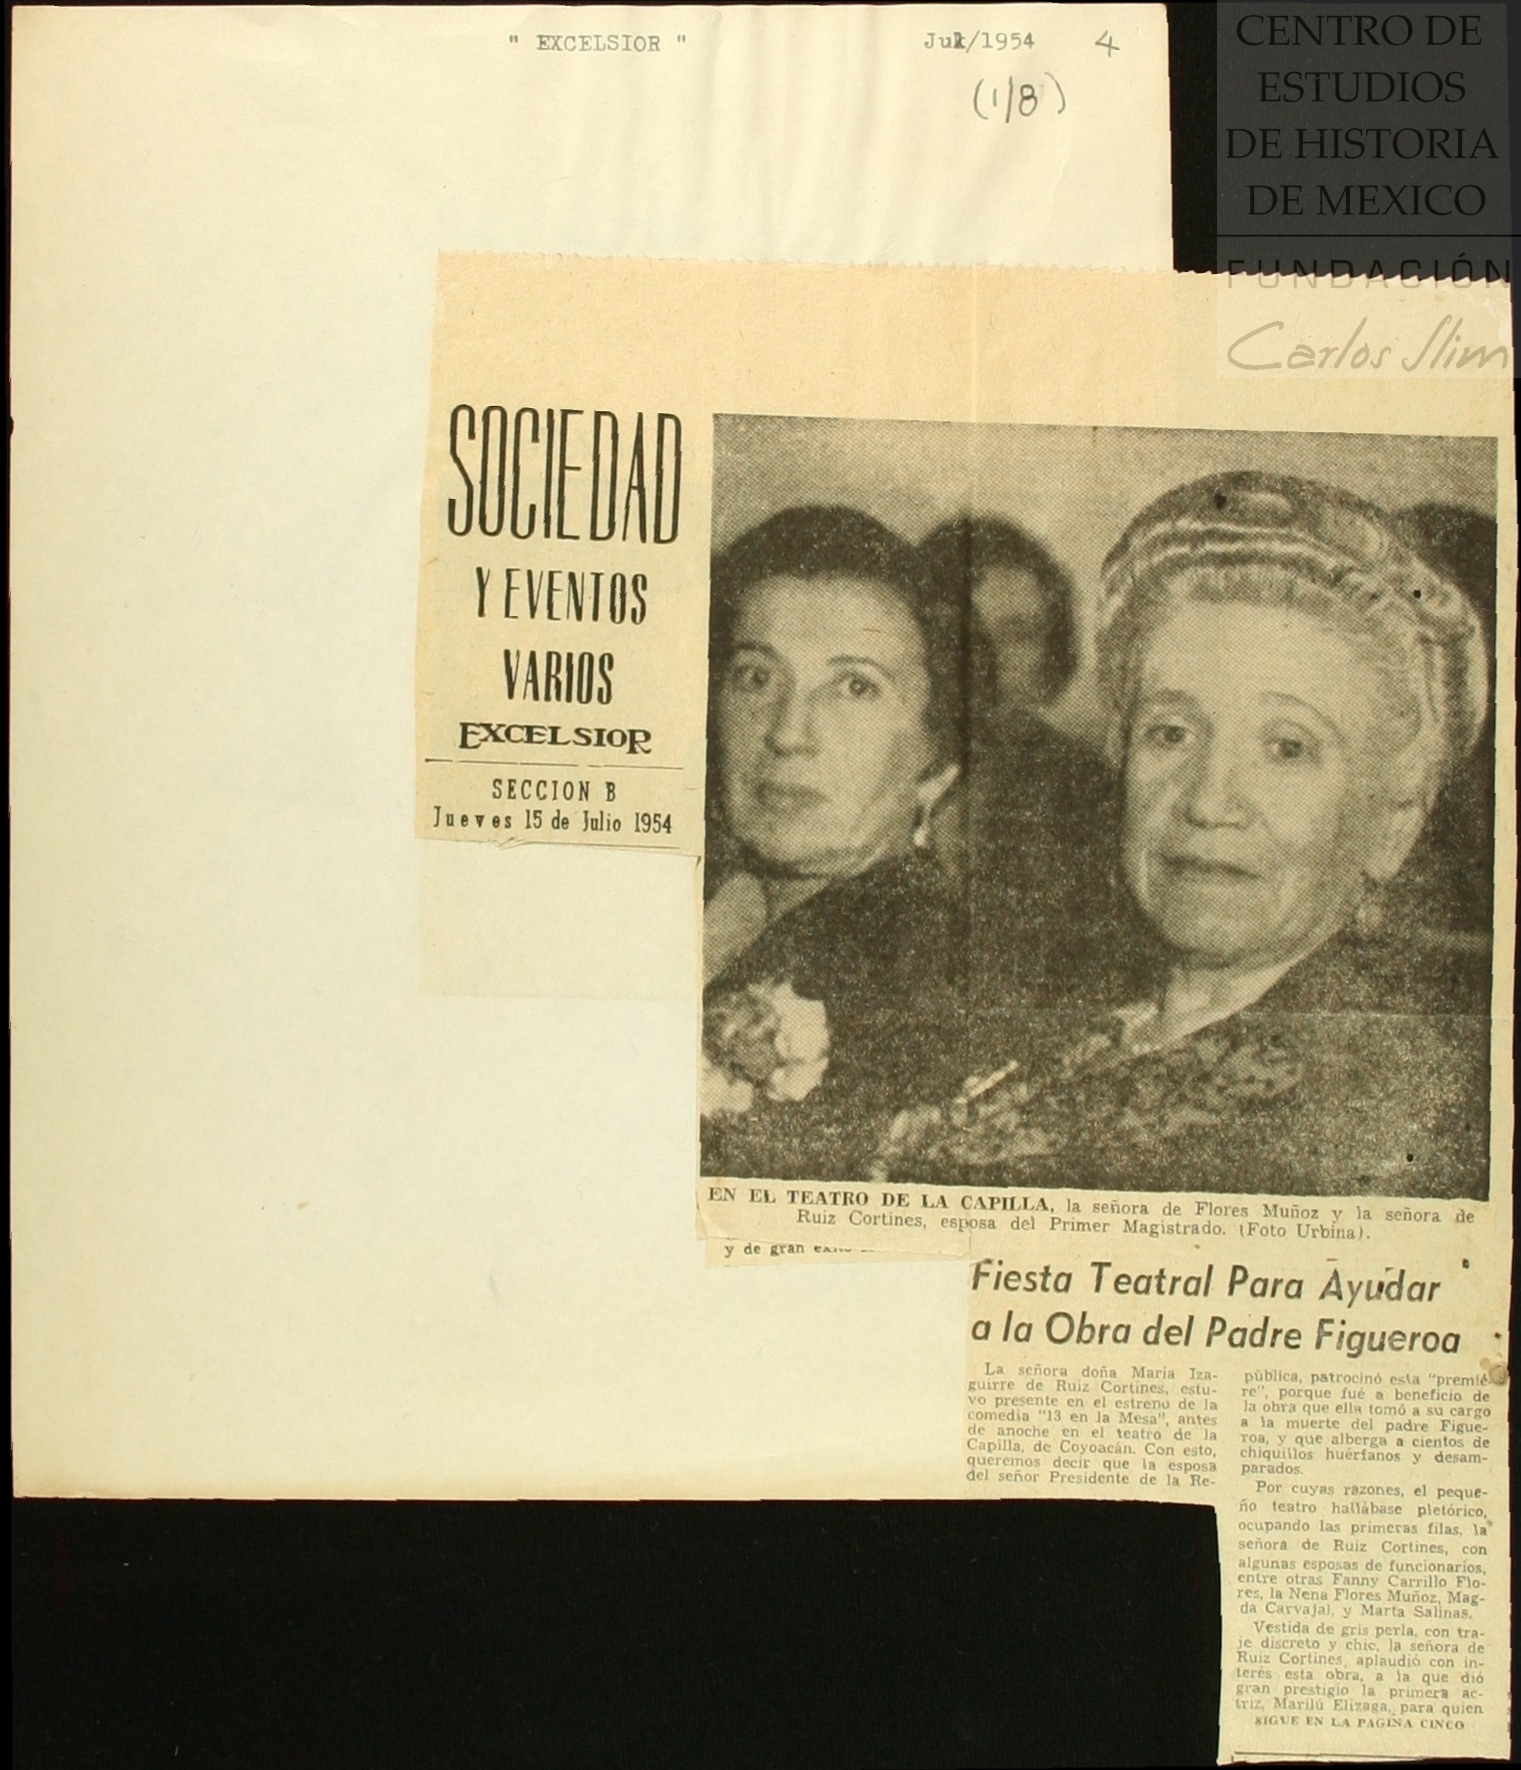 " EXCELSIOR "
Jul/1954
4
(1/8)
CENTRO DE
ESTUDIOS
DE HISTORIA
DE MEXICO
FUNDACIÓN
Carlos Slim
SOCIEDAD
Y EVENTOS
VARIOS
EXCELSIOR
SECCION B
Jueves 15 de Julio 1954
EN EL TEATRO DE LA CAPILLA, la señora de Flores Muñoz y la señora de
Ruiz Cortines, esposa del Primer Magistrado. (Foto Urbina).
y de gran
Fiesta Teatral Para Ayudar
a la Obra del Padre Figueroa
La señora doña María Iza-
guirre de Ruiz Cortines, estu-
vo presente en el estreno de la
comedia "13 en la Mesa", antes
de anoche en el teatro de la
Capilla, de Coyoacán. Con esto,
queremos decir que la esposa
del señor Presidente de la Re-
pública, patrocinó esta "premié-
re", porque fué a beneficio de
la obra que ella tomó a su cargo
a la muerte del padre Figue-
roa, y que alberga a cientos de
chiquillos huérfanos y desam-
parados.
Por cuyas razones, el peque-
ño teatro hallábase pletórico,
ocupando las primeras filas, la
señora de Ruiz Cortines, con
algunas esposas de funcionarios,
entre otras Fanny Carrillo Flo-
res, la Nena Flores Muñoz, Mag-
da Carvajal, y Marta Salinas.
Vestida de gris perla, con tra-
je discreto y chic, la señora de
Ruiz Cortines, aplaudió con in-
terés esta obra, a la que dió
gran prestigio la primera ac-
triz, Marilú Elizaga, para quien
SIGUE EN LA PAGINA CINCO